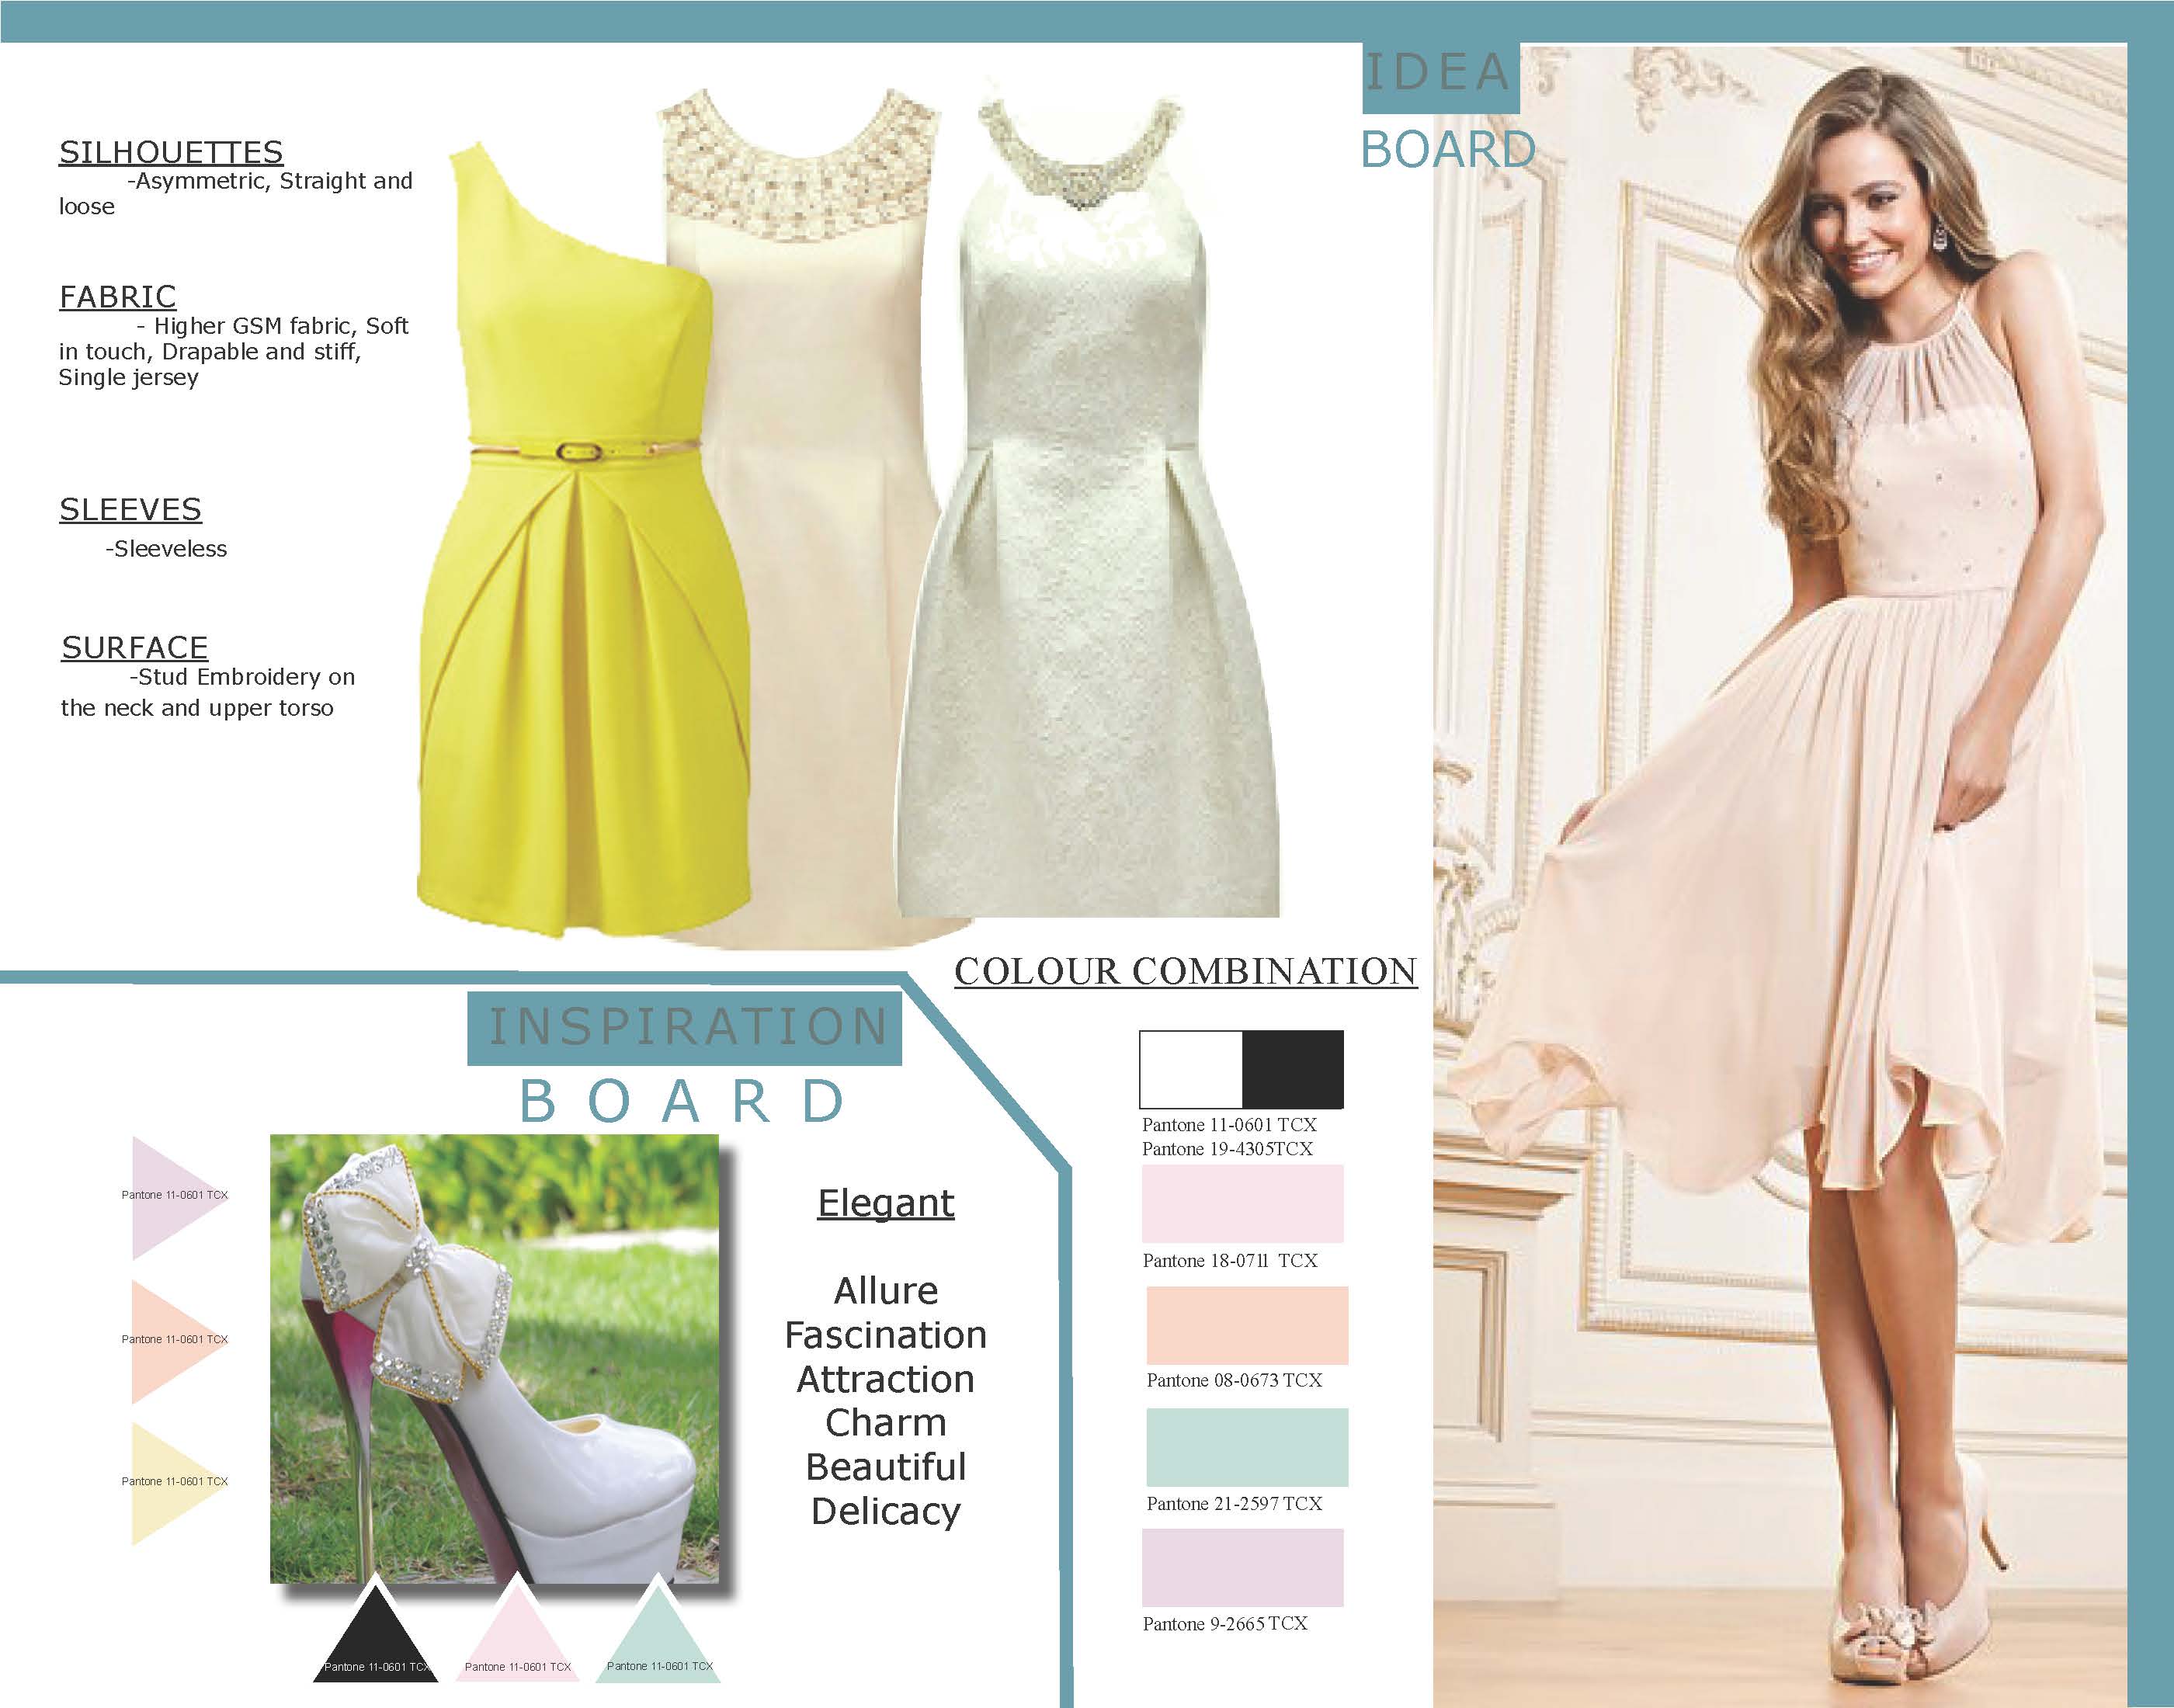 IDEA
BOARD
SILHOUETTES
-Asymmetric, Straight and
loose
FABRIC
- Higher GSM fabric, Soft
in touch, Drapable and stiff,
Single jersey
SLEEVES
-Sleeveless
SURFACE
-Stud Embroidery on
the neck and upper torso
COLOUR COMBINATION
Pantone 11-0601 TCX
Pantone 19-4305TCX
Pantone 18-0711 TCX
Pantone 08-0673 TCX
Pantone 21-2597 TCX
Pantone 9-2665 TCX
INSPIRATION
BOARD
Pantone 11-0601 TCX
Pantone 11-0601 TCX
Pantone 11-0601 TCX
Elegant
Allure
Fascination
Attraction
Charm
Beautiful
Delicacy
Pantone 11-0601 TCX
Pantone 11-0601 TCX
Pantone 11-0601 TCX